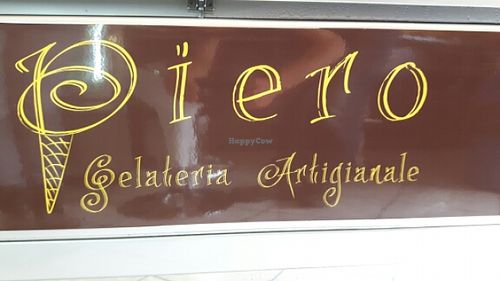 Piero
HappyCow
Gelateria Artigianale